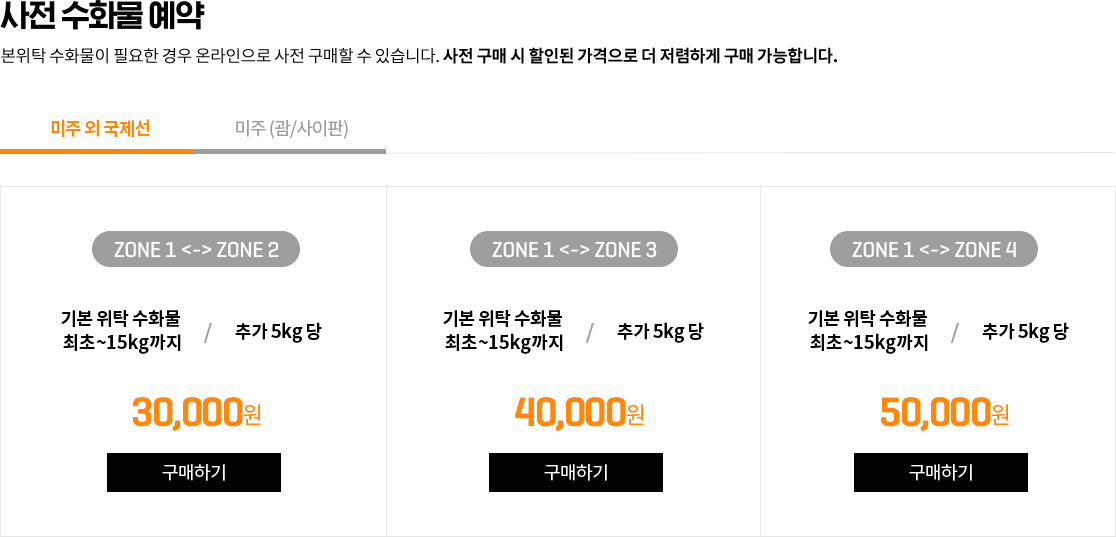 사전 수화물 예약
본위탁 수화물이 필요한 경우 온라인으로 사전 구매할 수 있습니다. 사전 구매 시 할인된 가격으로 더 저렴하게 구매 가능합니다.
미주 외 국제선
미주 (괌/사이판)
ZONE 1 <-> ZONE 2
기본 위탁 수화물
최초~15kg까지
/
추가 5kg 당
30,000원
구매하기
ZONE 1 <-> ZONE 3
기본 위탁 수화물
최초~15kg까지
/
추가 5kg 당
40,000원
구매하기
ZONE 1 <-> ZONE 4
기본 위탁 수화물
최초~15kg까지
/
추가 5kg 당
50,000원
구매하기